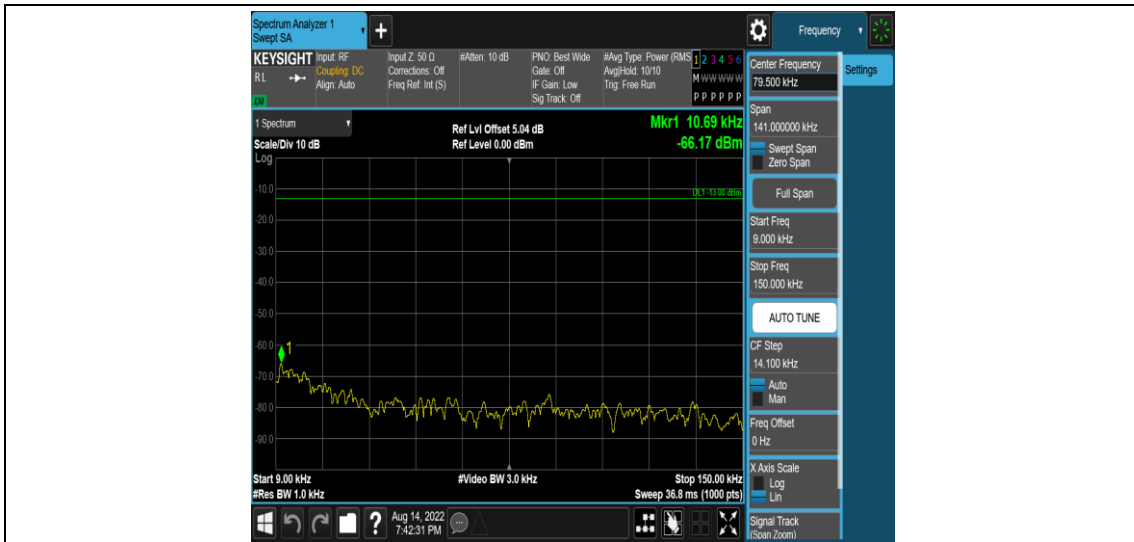 Spectrum Analyzer 1
Swept SA
+
Frequency
KEYSIGHT
RL
LXI
Input: RF
Coupling: DC
Align: Auto
Input Z: 50 Ω
Corrections: Off
Freq Ref: Int (S)
#Atten: 10 dB
PNO: Best Wide
Gate: Off
IF Gain: Low
Sig Track: Off
#Avg Type: Power (RMS
Avg|Hold: 10/10
Trig: Free Run
1 2 3 4 5 6
M W W W W W
P P P P P P
Center Frequency
79.500 kHz
Settings
Span
141.000000 kHz
Swept Span
Zero Span
Full Span
Start Freq
9.000 kHz
Stop Freq
150.000 kHz
AUTO TUNE
CF Step
14.100 kHz
Auto
Man
Freq Offset
0 Hz
X Axis Scale
Log
Lin
Signal Track
(Span Zoom)
1 Spectrum
Scale/Div 10 dB
Log
Ref Lvl Offset 5.04 dB
Ref Level 0.00 dBm
Mkr1 10.69 kHz
-66.17 dBm
DL1 -13.00 dBm
-10.0
-20.0
-30.0
-40.0
-50.0
-60.0
1
-70.0
-80.0
-90.0
Start 9.00 kHz
#Res BW 1.0 kHz
#Video BW 3.0 kHz
Stop 150.00 kHz
Sweep 36.8 ms (1000 pts)
?
Aug 14, 2022
7:42:31 PM